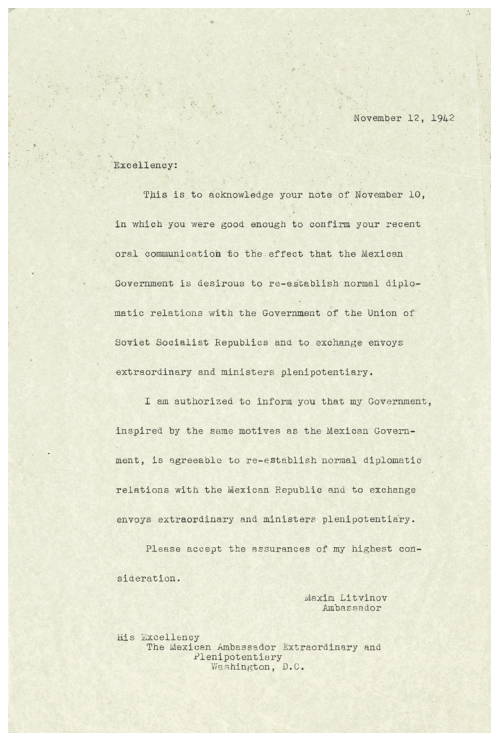 November 12, 1942
Excellency:
This is to acknowledge your note of November 10,
in which you were good enough to confirm your recent
oral communication to the effect that the Mexican
Government is desirous to re-establish normal diplo-
matic relations with the Government of the Union of
Soviet Socialist Republics and to exchange envoys
extraordinary and ministers plenipotentiary.
I am authorized to inform you that my Government,
inspired by the same motives as the Mexican Govern-
ment, is agreeable to re-establish normal diplomatic
relations with the Mexican Republic and to exchange
envoys extraordinary and ministers plenipotentiary.
Please accept the assurances of my highest con-
sideration.
Maxim Litvinov
Ambassador
His Excellency
The Mexican Ambassador Extraordinary and
Plenipotentiary
Washington, D.C.